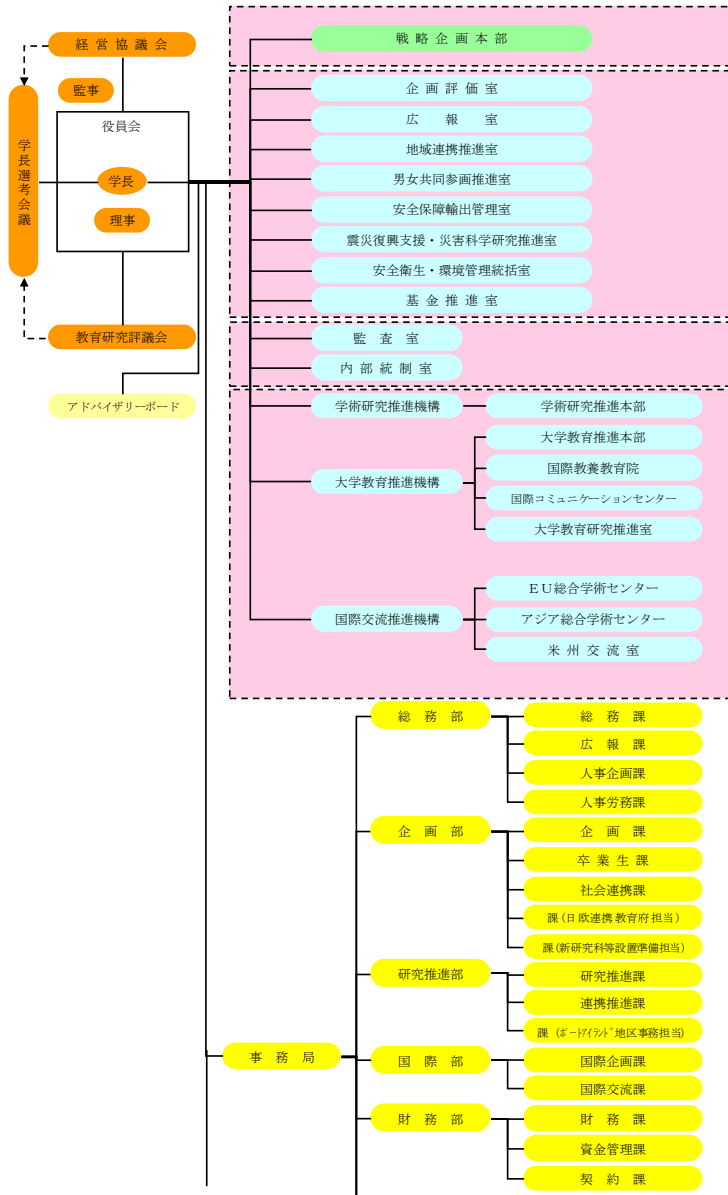 経営協議会
監事
学長選考会議
役員会
学長
理事
教育研究評議会
アドバイザリーボード
戦略企画本部
企画評価室
広報室
地域連携推進室
男女共同参画推進室
安全保障輸出管理室
震災復興支援・災害科学研究推進室
安全衛生・環境管理統括室
基金推進室
監査室
内部統制室
学術研究推進機構
学術研究推進本部
大学教育推進機構
大学教育推進本部
国際教養教育院
国際コミュニケーションセンター
大学教育研究推進室
国際交流推進機構
EU総合学術センター
アジア総合学術センター
米州交流室
事務局
総務部
総務課
広報課
人事企画課
人事労務課
企画部
企画課
卒業生課
社会連携課
課(日欧連携教育府担当)
課(新研究科等設置準備担当)
研究推進部
研究推進課
連携推進課
課(ポートアイランド地区事務担当)
国際部
国際企画課
国際交流課
財務部
財務課
資金管理課
契約課